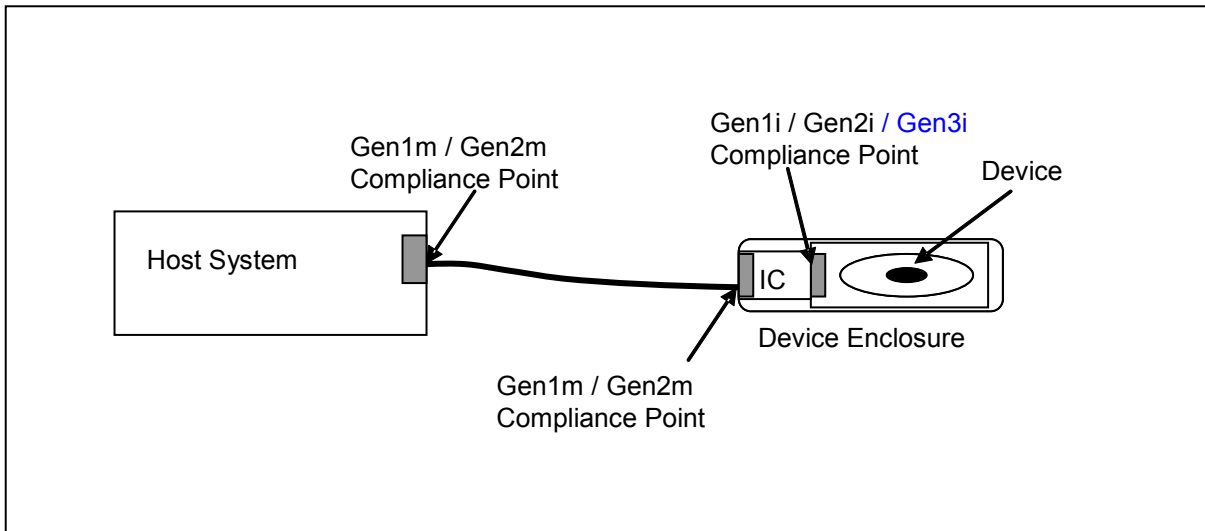 Gen1m / Gen2m
Compliance Point
Gen1i / Gen2i / Gen3i
Compliance Point
Device
Host System
IC
Device Enclosure
Gen1m / Gen2m
Compliance Point